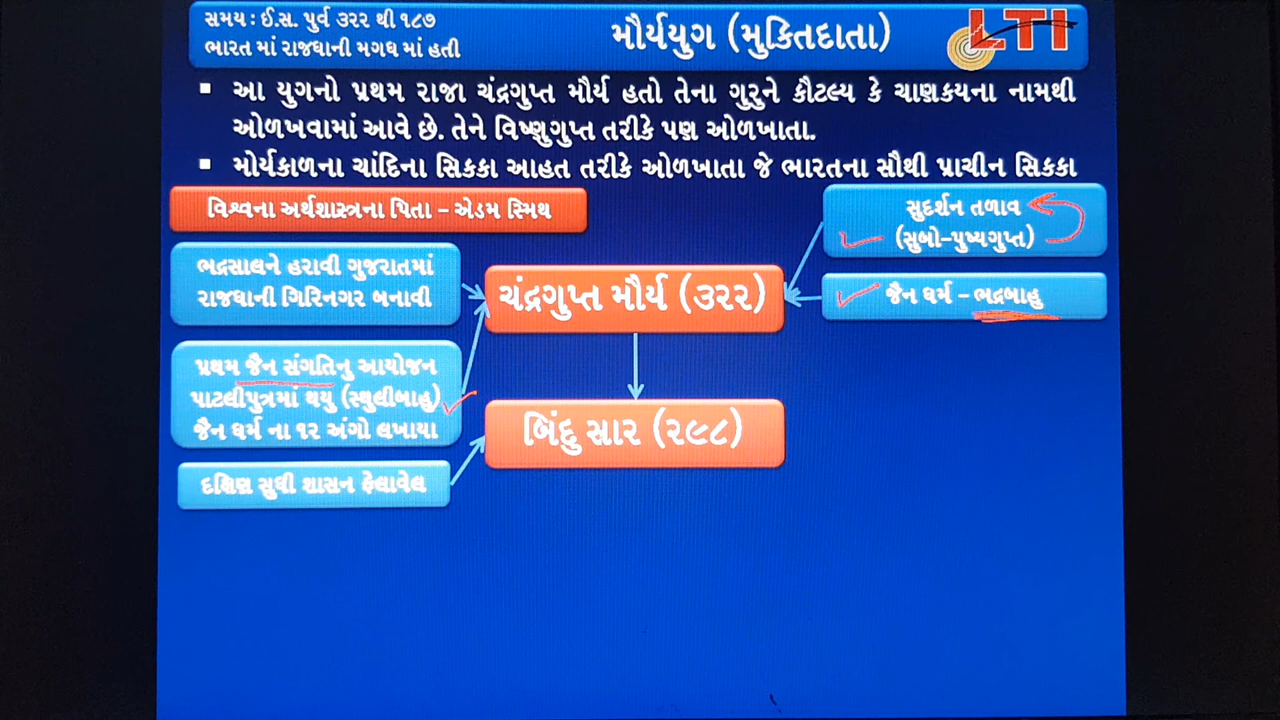 સમય : ઈ.સ. પુર્વ ૩૨૨ થી ૧૮૭
ભારત માં રાજધાની મગધ માં હતી
મૌર્યયુગ (મુકિતદાતા)
LTI
આ યુગનો પ્રથમ રાજા ચંદ્રગુપ્ત મૌર્ય હતો તેના ગુરુને કૌટલ્ય કે ચાણકયના નામથી
ઓળખવામાં આવે છે. તેને વિષ્ણુગુપ્ત તરીકે પણ ઓળખાતા.
મોર્યકાળના ચાંદિના સિકકા આહત તરીકે ઓળખાતા જે ભારતના સૌથી પ્રાચીન સિકકા
વિશ્વના અર્થશાસ્ત્રના પિતા – એડમ સ્મિથ
સુદર્શન તળાવ
(સુબો–પુષ્યગુપ્ત)
ભદ્રસાલને હરાવી ગુજરાતમાં
રાજધાની ગિરિનગર બનાવી
ચંદ્રગુપ્ત મૌર્ય (૩૨૨)
જૈન ધર્મ – ભદ્રબાહુ
પ્રથમ જૈન સંગતિનુ આયોજન
પાટલીપુત્રમાં થયુ (સ્થુલીબાહુ)
જૈન ધર્મ ના ૧૨ અંગો લખાયા
બિંદુ સાર (૨૯૮)
દક્ષિણ સુધી શાસન ફેલાવેલ